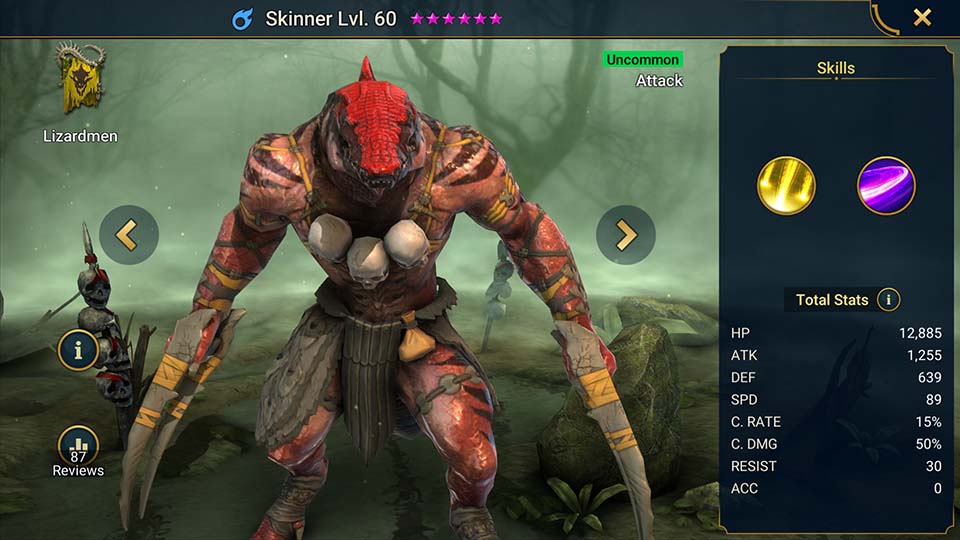 Skinner Lvl. 60
Uncommon
Attack
Lizardmen
87
Reviews
Skills
Total Stats
HP 12,885
ATK 1,255
DEF 639
SPD 89
C. RATE 15%
C. DMG 50%
RESIST 30
ACC 0